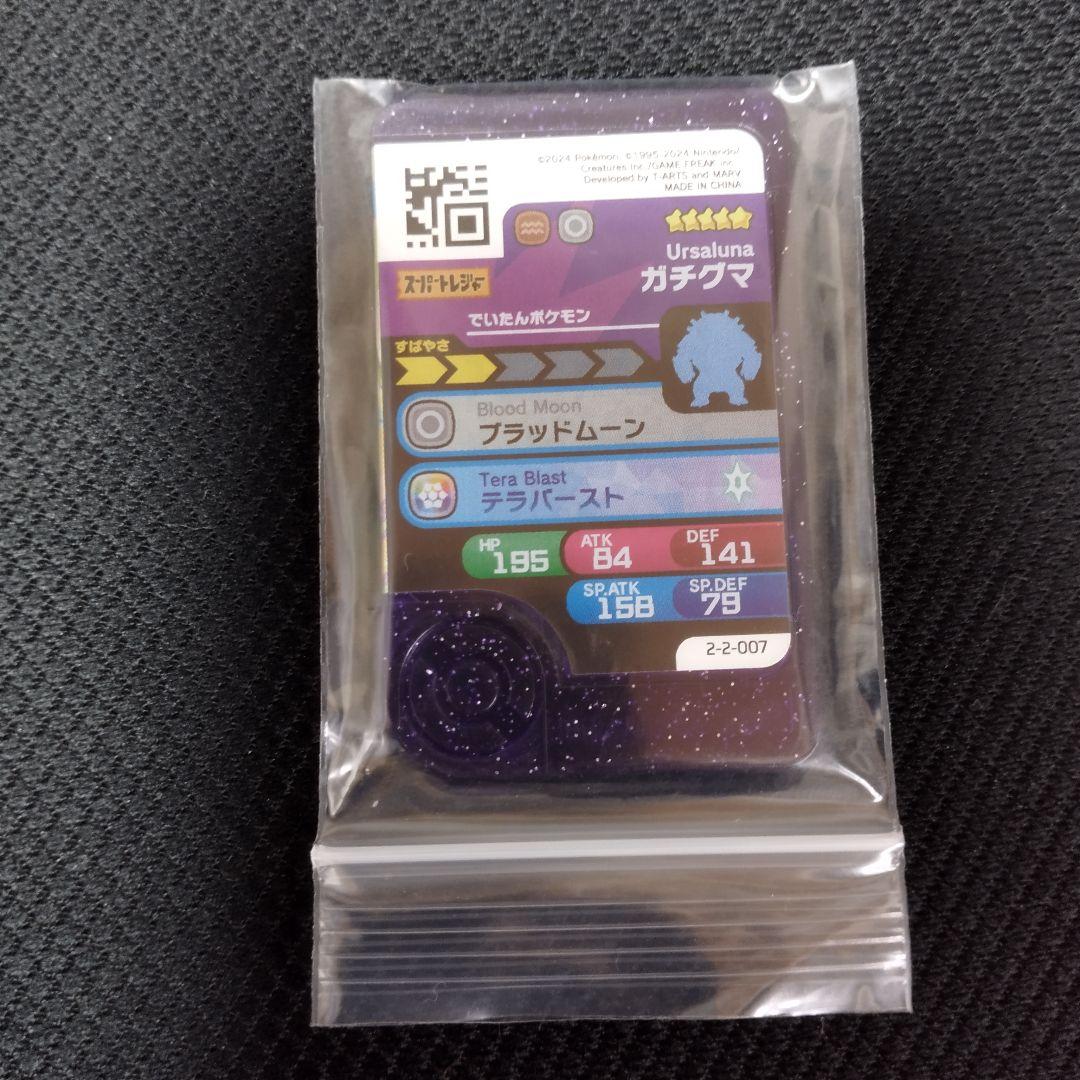 ©2024 Pokémon. ©1995-2024 Nintendo/
Creatures Inc./GAME FREAK inc.
Developed by T-ARTS and MARV
MADE IN CHINA
Ursaluna
ガチグマ
スーパートレジャー
でいたんポケモン
すばやさ
Blood Moon
ブラッドムーン
Tera Blast
テラバースト
HP 195
ATK 84
DEF 141
SP.ATK 158
SP.DEF 79
2-2-007